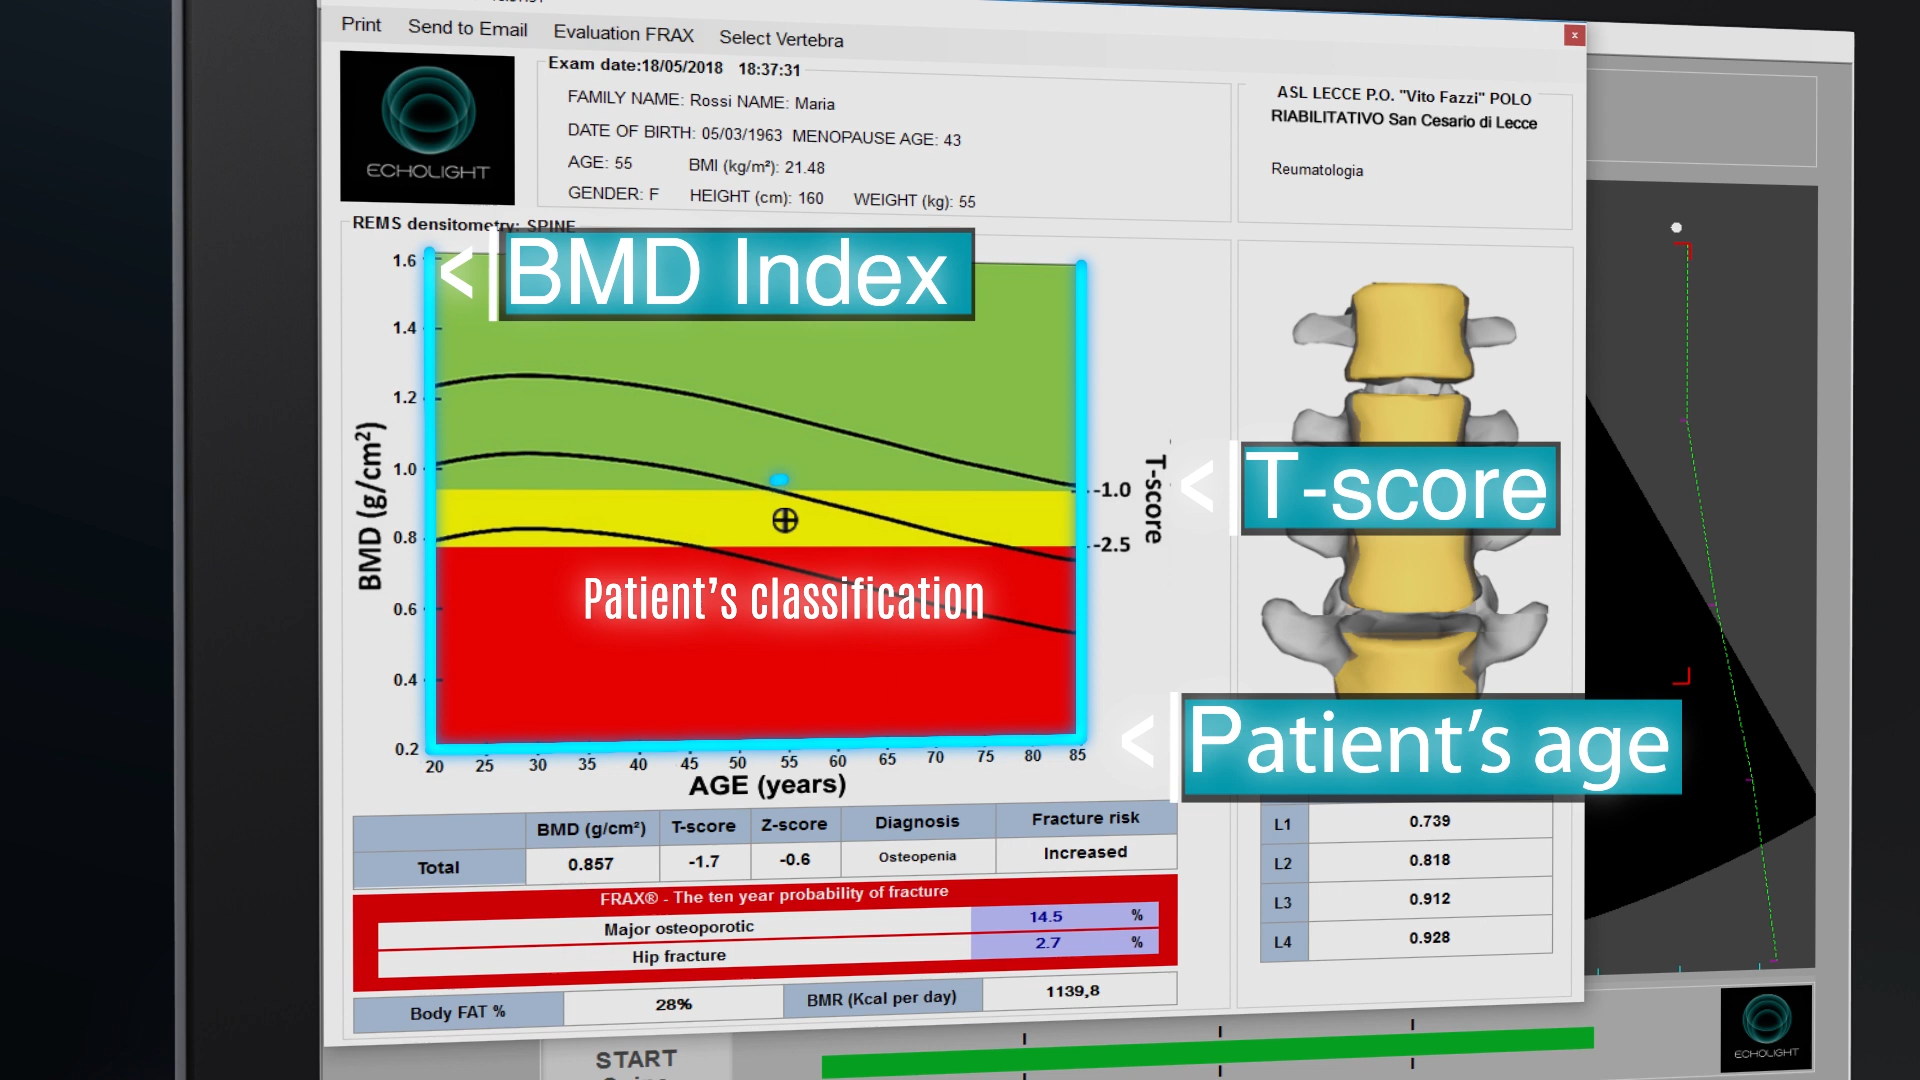 Print Send to Email Evaluation FRAX Select Vertebra
x
ECHOLIGHT
Exam date:18/05/2018 18:37:31
FAMILY NAME: Rossi NAME: Maria
DATE OF BIRTH: 05/03/1963 MENOPAUSE AGE: 43
AGE: 55 BMI (kg/m²): 21.48
GENDER: F HEIGHT (cm): 160 WEIGHT (kg): 55
ASL LECCE P.O. "Vito Fazzi" POLO
RIABILITATIVO San Cesario di Lecce
Reumatologia
REMS densitometry: SPINE
< BMD Index
1.6
1.4
1.2
1.0
0.8
0.6
0.4
0.2
BMD (g/cm²)
-1.0
-2.5
T-score
< T-score
Patient's classification
< Patient's age
20 25 30 35 40 45 50 55 60 65 70 75 80 85
AGE (years)
BMD (g/cm²) T-score Z-score Diagnosis Fracture risk
Total 0.857 -1.7 -0.6 Osteopenia Increased
FRAX® - The ten year probability of fracture
Major osteoporotic 14.5 %
Hip fracture 2.7 %
Body FAT % 28% BMR (Kcal per day) 1139,8
L1 0.739
L2 0.818
L3 0.912
L4 0.928
START
ECHOLIGHT